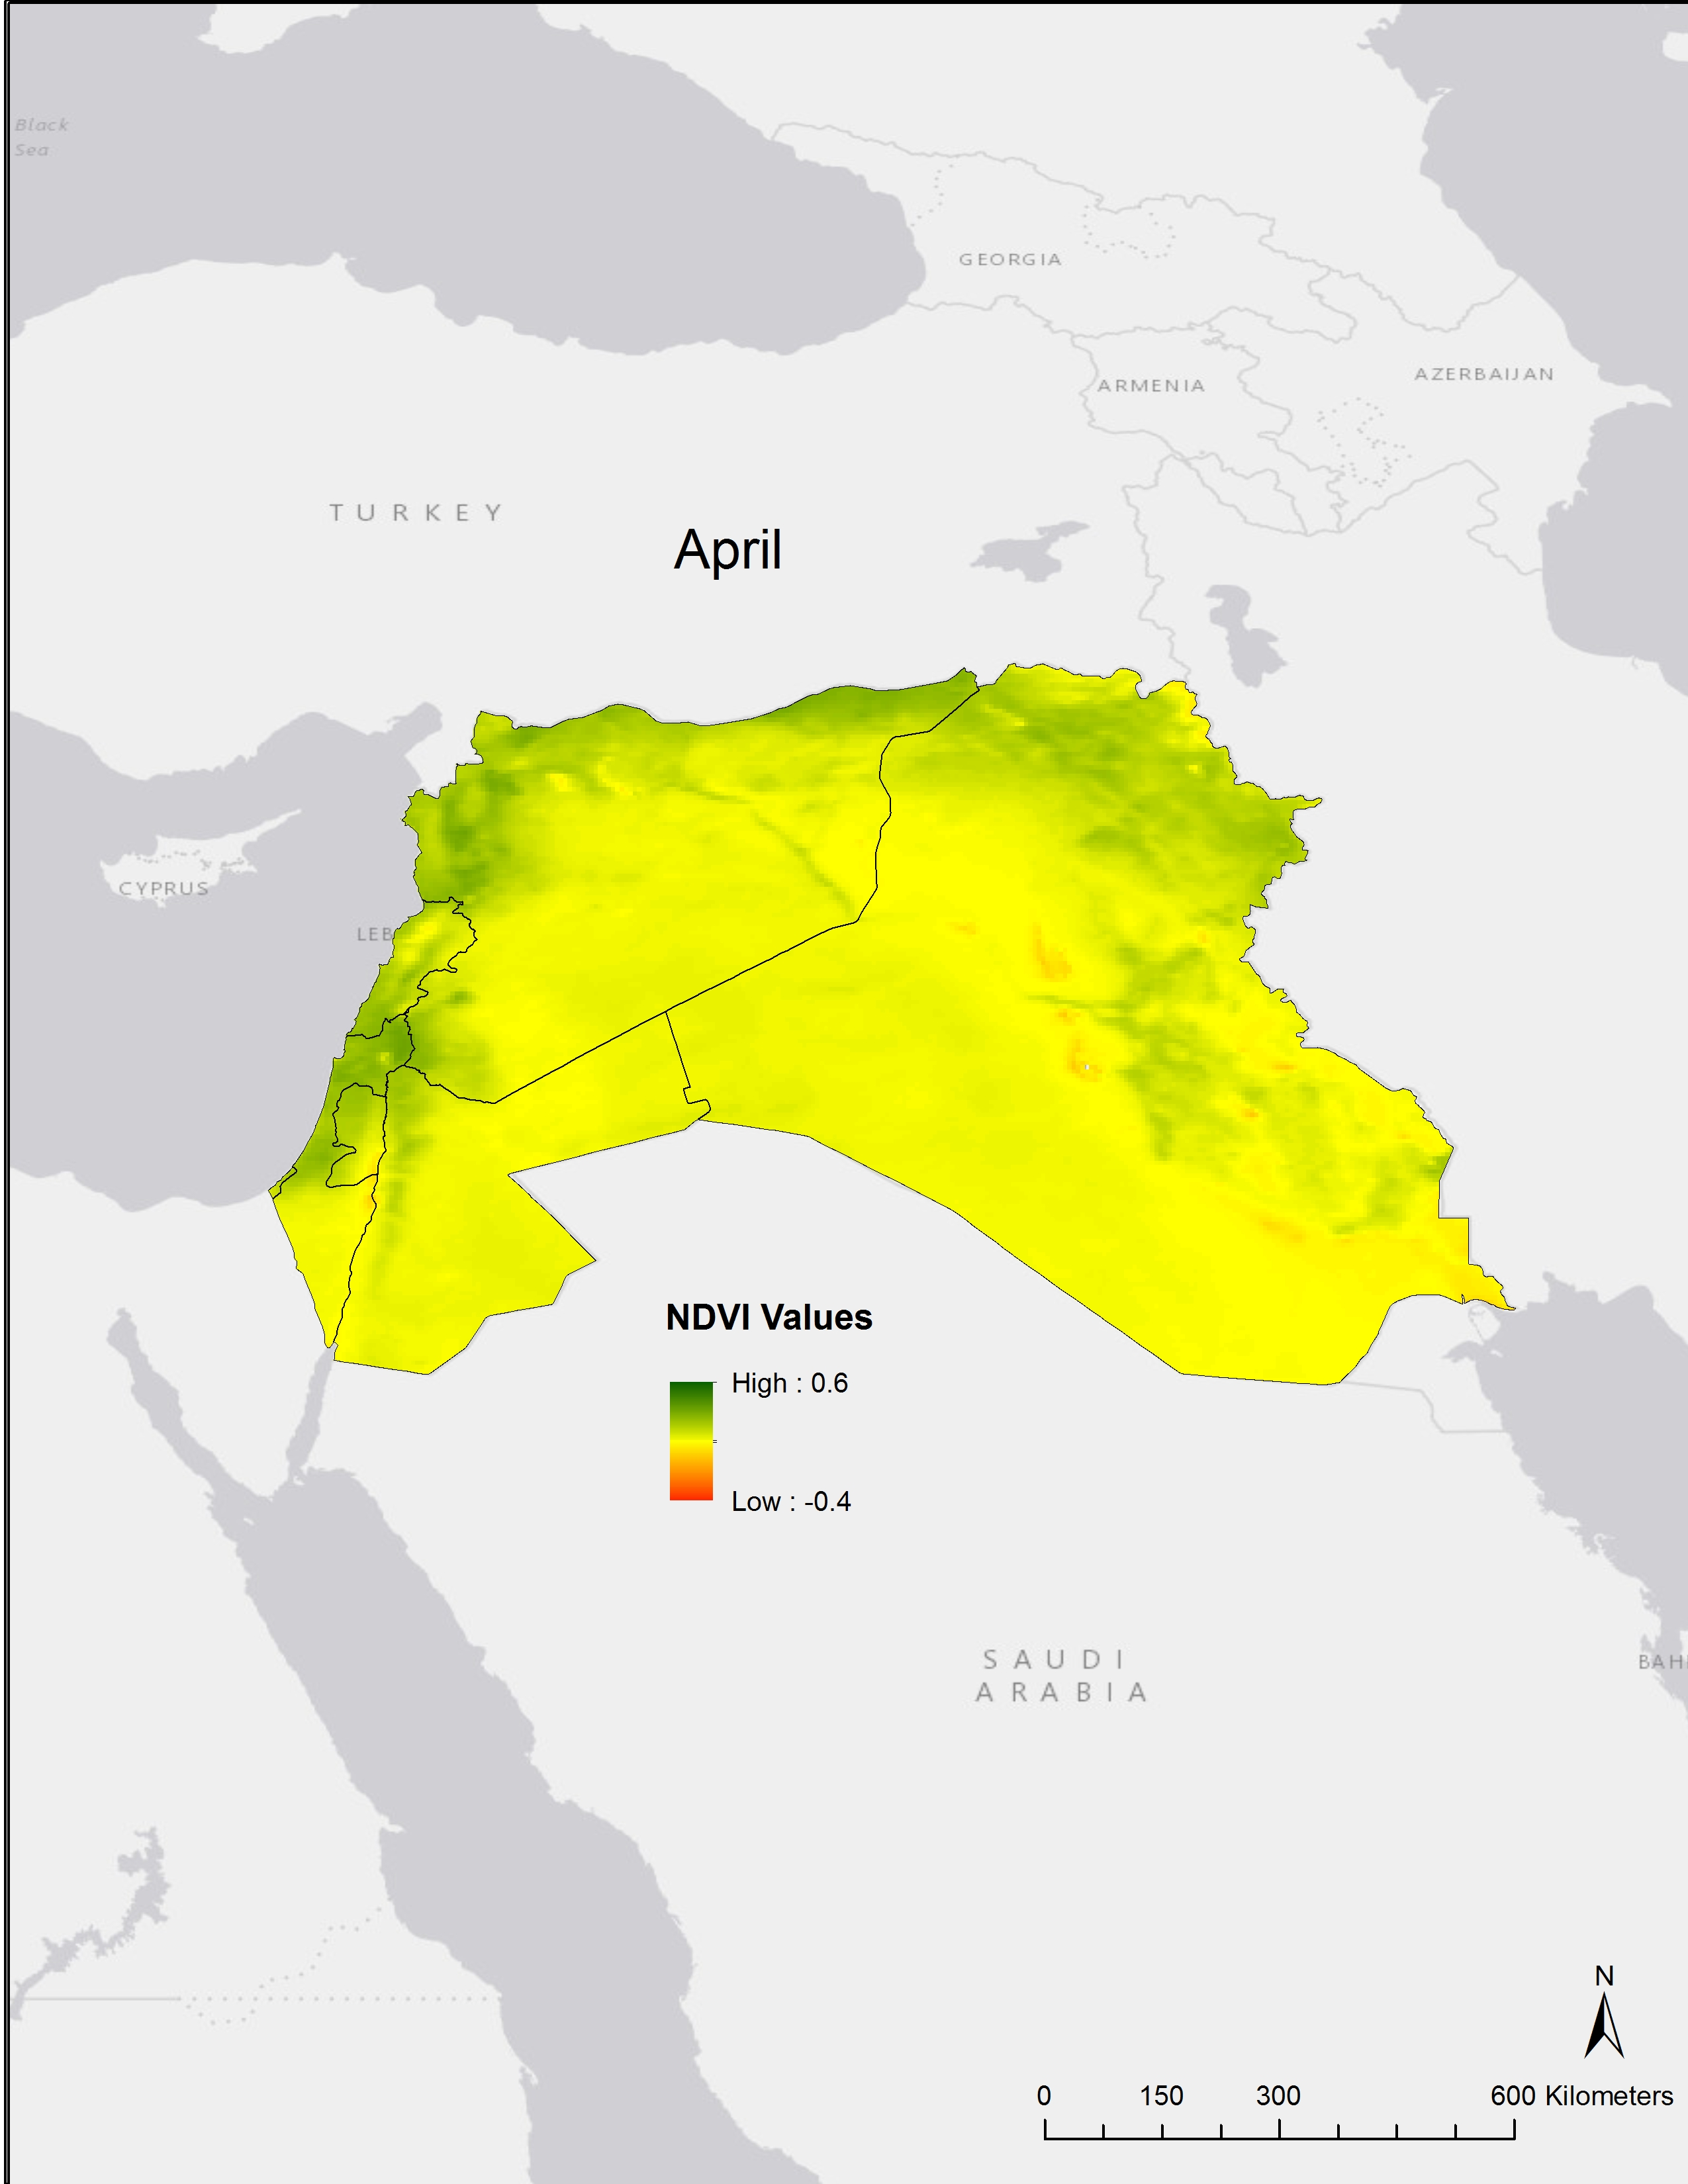 Black
Sea
GEORGIA
ARMENIA
AZERBAIJAN
TURKEY
April
CYPRUS
LEB
NDVI Values
High : 0.6
Low : -0.4
SAUDI
ARABIA
BAH
N
0 150 300 600 Kilometers